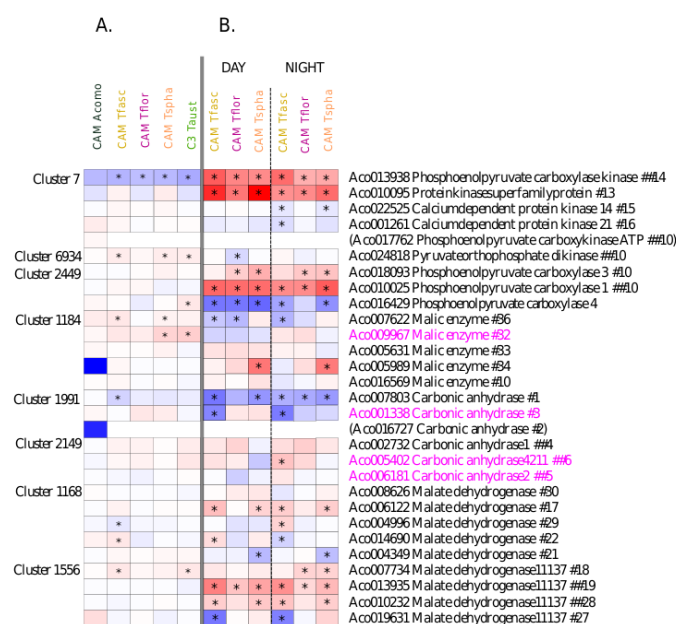 A.
B.
DAY
NIGHT
CAM Acomo
CAM Tfasc
CAM Tflor
CAM Tspha
C3 Taust
CAM Tfasc
CAM Tflor
CAM Tspha
CAM Tfasc
CAM Tflor
CAM Tspha
Cluster 7 * * * * * * * * * * Aco013938 Phosphoenolpyruvate carboxylase kinase ##14
* * * * * * Aco010095 Proteinkinasesuperfamilyprotein #13
* * Aco022525 Calciumdependent protein kinase 14 #15
* Aco001261 Calciumdependent protein kinase 21 #16
(Aco017762 Phosphoenolpyruvate carboxykinase ATP ##10)
Cluster 6934 * * * * Aco024818 Pyruvateorthophosphate dikinase ##10
Cluster 2449 * * * * Aco018093 Phosphoenolpyruvate carboxylase 3 #10
* * * * * * Aco010025 Phosphoenolpyruvate carboxylase 1 ##10
* * * * * * Aco016429 Phosphoenolpyruvate carboxylase 4
Cluster 1184 * * * * * Aco007622 Malic enzyme #36
* * Aco009967 Malic enzyme #32
Aco005631 Malic enzyme #33
* * Aco005989 Malic enzyme #34
Aco016569 Malic enzyme #10
Cluster 1991 * * * * * * * Aco007803 Carbonic anhydrase #1
* * Aco001338 Carbonic anhydrase #3
(Aco016727 Carbonic anhydrase #2)
Cluster 2149 Aco002732 Carbonic anhydrase1 ##4
* Aco005402 Carbonic anhydrase4211 ##6
Aco006181 Carbonic anhydrase2 ##5
Cluster 1168 Aco008626 Malate dehydrogenase #30
* * * * Aco006122 Malate dehydrogenase #17
* * Aco004996 Malate dehydrogenase #29
* * * Aco014690 Malate dehydrogenase #22
* * Aco004349 Malate dehydrogenase #21
Cluster 1556 * * * * Aco007734 Malate dehydrogenase11137 #18
* * * * * * Aco013935 Malate dehydrogenase11137 ##19
* * * * Aco010232 Malate dehydrogenase11137 ##28
* * Aco019631 Malate dehydrogenase11137 #27